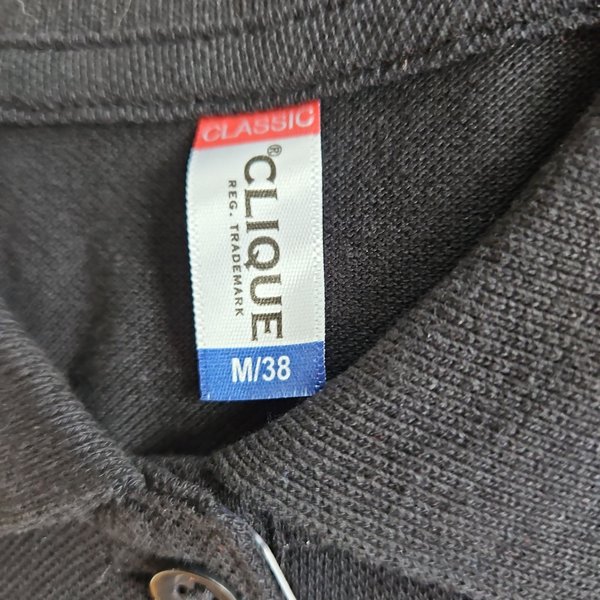 CLASSIC
CLIQUE®
REG. TRADEMARK
M/38